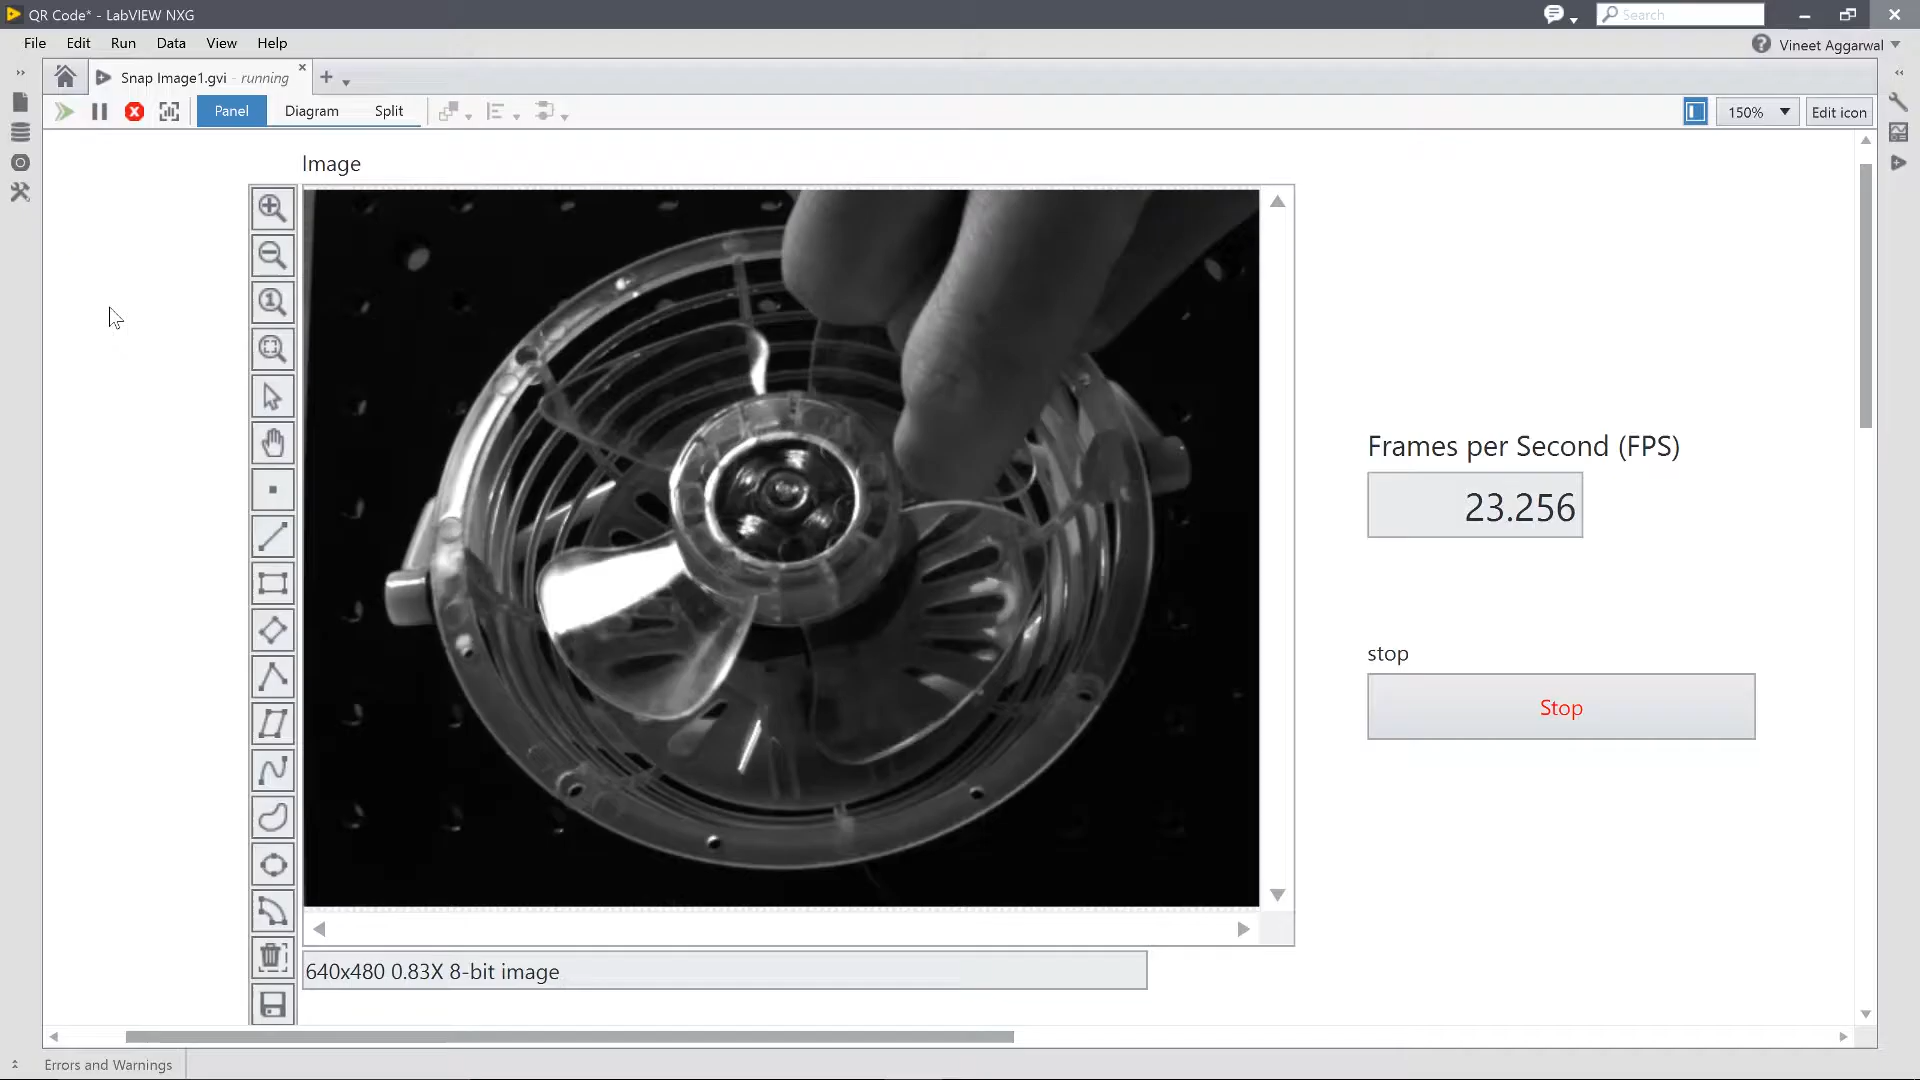 QR Code* - LabVIEW NXG
Search
File Edit Run Data View Help
Vineet Aggarwal
Snap Image1.gvi - running
Panel Diagram Split
150%
Edit icon
Image
Frames per Second (FPS)
23.256
stop
Stop
640x480 0.83X 8-bit image
Errors and Warnings